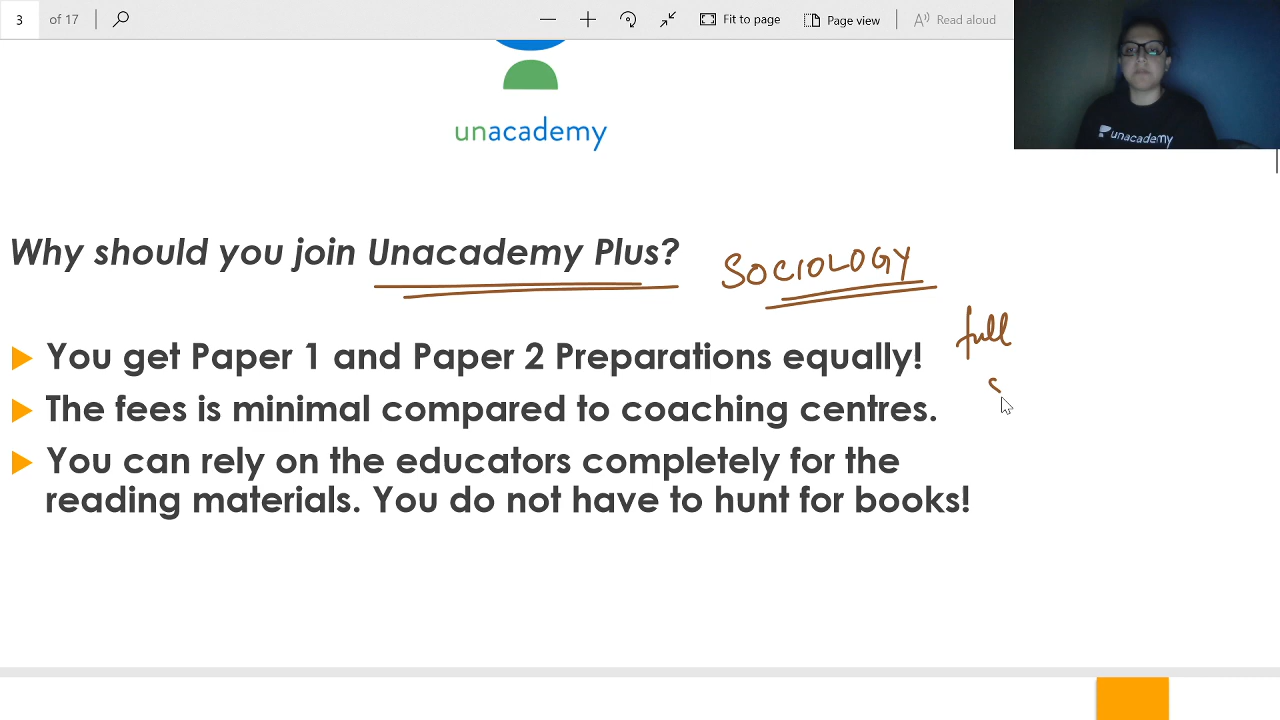 3 of 17 Fit to page Page view Read aloud
unacademy
unacademy
Why should you join Unacademy Plus? SOCIOLOGY
full
You get Paper 1 and Paper 2 Preparations equally!
The fees is minimal compared to coaching centres.
You can rely on the educators completely for the
reading materials. You do not have to hunt for books!